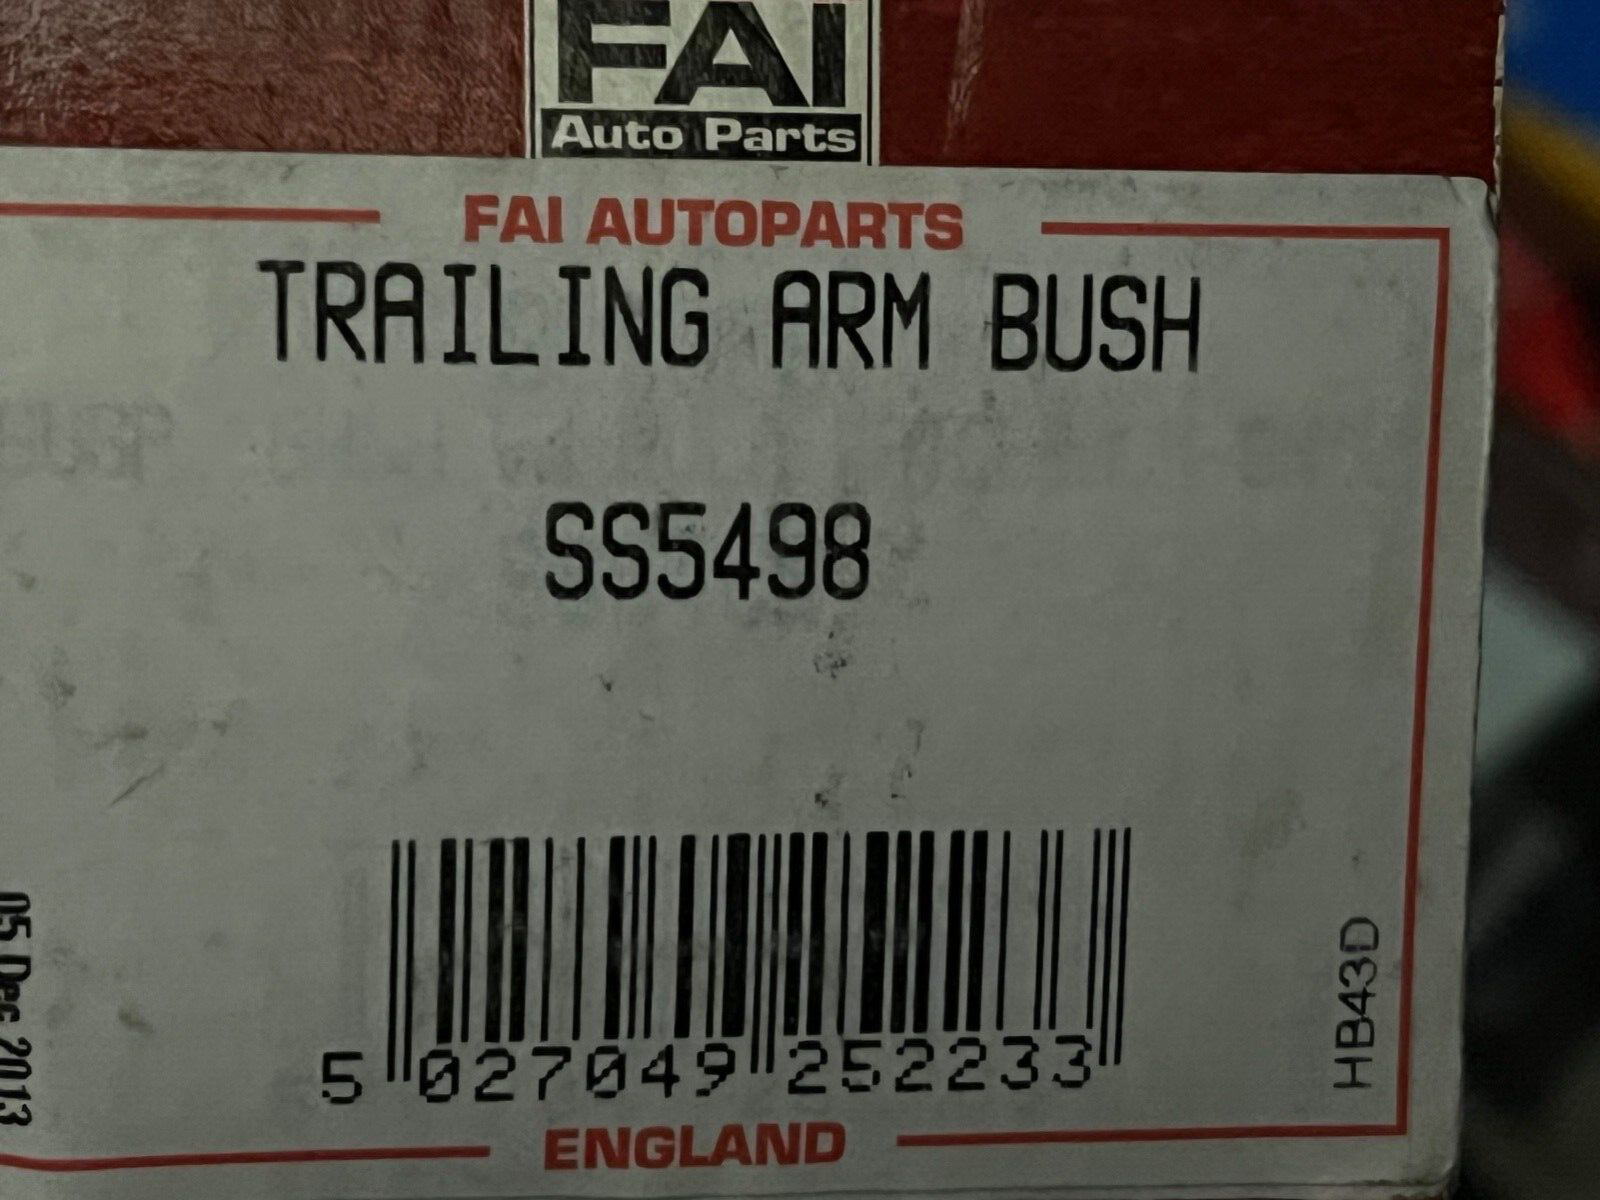 FAI
Auto Parts
FAI AUTOPARTS
TRAILING ARM BUSH
SS5498
5 027049 252233
ENGLAND
HB43D
05 Dec 2013